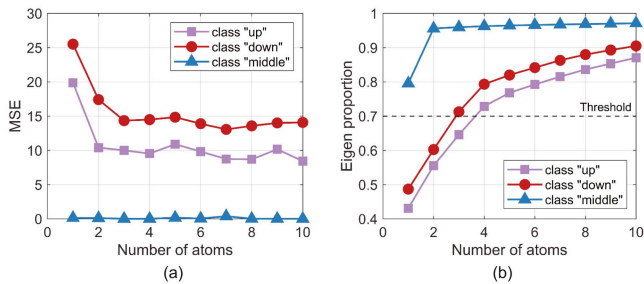 30
25
20
15
10
5
0
MSE
0
2
4
6
8
10
Number of atoms
class "up"
class "down"
class "middle"
(a)
1
0.9
0.8
0.7
0.6
0.5
0.4
Eigen proportion
Threshold
class "up"
class "down"
class "middle"
0
2
4
6
8
10
Number of atoms
(b)